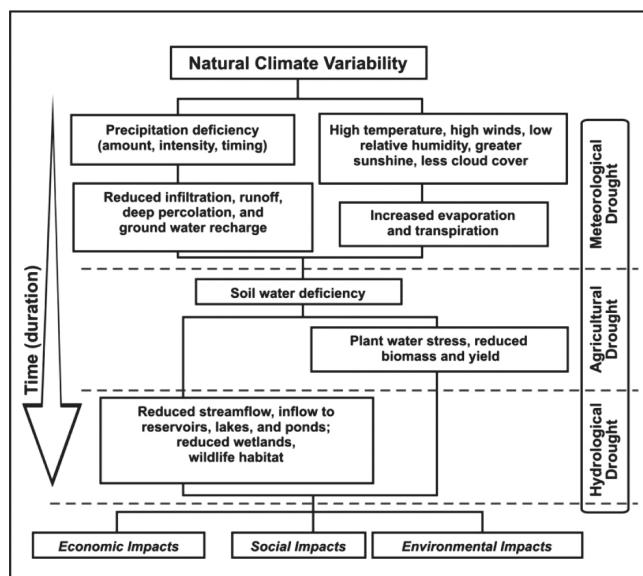 Natural Climate Variability
Precipitation deficiency
(amount, intensity, timing)
High temperature, high winds, low
relative humidity, greater
sunshine, less cloud cover
Reduced infiltration, runoff,
deep percolation, and
ground water recharge
Increased evaporation
and transpiration
Meteorological
Drought
Time (duration)
Soil water deficiency
Plant water stress, reduced
biomass and yield
Agricultural
Drought
Reduced streamflow, inflow to
reservoirs, lakes, and ponds;
reduced wetlands,
wildlife habitat
Hydrological
Drought
Economic Impacts
Social Impacts
Environmental Impacts